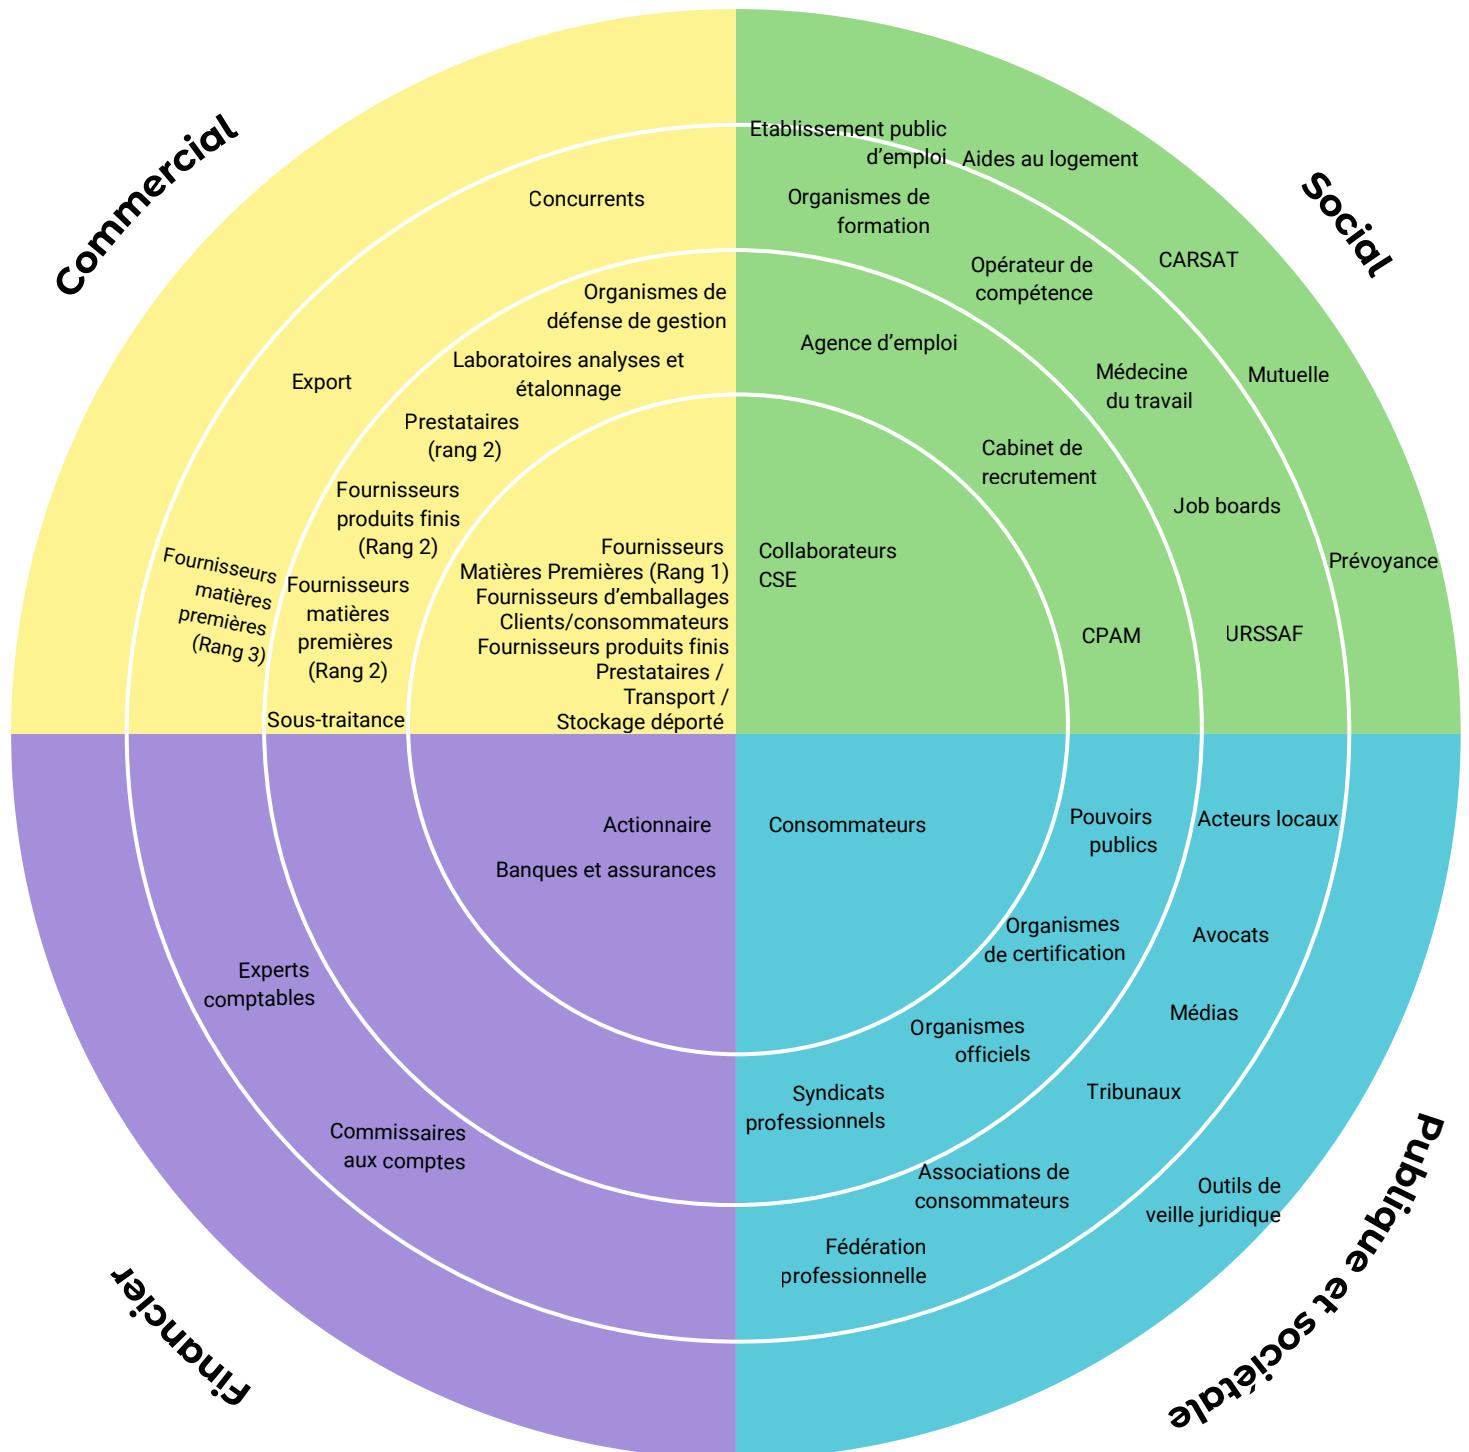 Commercial
Concurrents
Organismes de
défense de gestion
Laboratoires analyses et
étalonnage
Export
Prestataires
(rang 2)
Fournisseurs
produits finis
(Rang 2)
Fournisseurs
matières
premières
(Rang 3)
Fournisseurs
matières
premières
(Rang 2)
Sous-traitance
Fournisseurs
Matières Premières (Rang 1)
Fournisseurs d’emballages
Clients/consommateurs
Fournisseurs produits finis
Prestataires /
Transport /
Stockage déporté
Social
Etablissement public
d’emploi
Aides au logement
Organismes de
formation
Opérateur de
compétence
CARSAT
Agence d’emploi
Médecine
du travail
Mutuelle
Cabinet de
recrutement
Job boards
Collaborateurs
CSE
Prévoyance
CPAM
URSSAF
Financier
Actionnaire
Banques et assurances
Experts
comptables
Commissaires
aux comptes
Publique et sociétale
Consommateurs
Pouvoirs
publics
Acteurs locaux
Organismes
de certification
Avocats
Organismes
officiels
Médias
Syndicats
professionnels
Tribunaux
Associations de
consommateurs
Outils de
veille juridique
Fédération
professionnelle